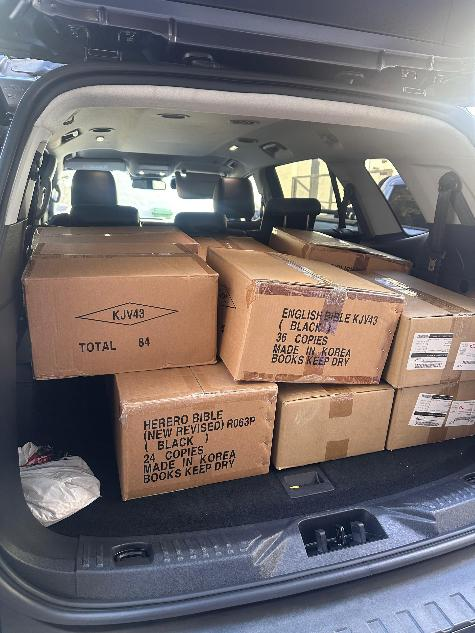 KJV43
TOTAL 84
ENGLISH BIBLE KJV43
( BLACK )
36 COPIES
MADE IN KOREA
BOOKS KEEP DRY
HERERO BIBLE
(NEW REVISED) R063P
( BLACK )
24 COPIES
MADE IN KOREA
BOOKS KEEP DRY